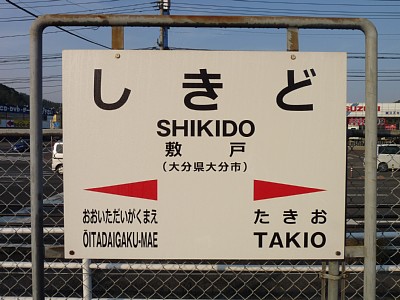 しきど
SHIKIDO
敷戸
(大分県大分市)
おおいただいがくまえ
ŌITADAIGAKU-MAE
たきお
TAKIO